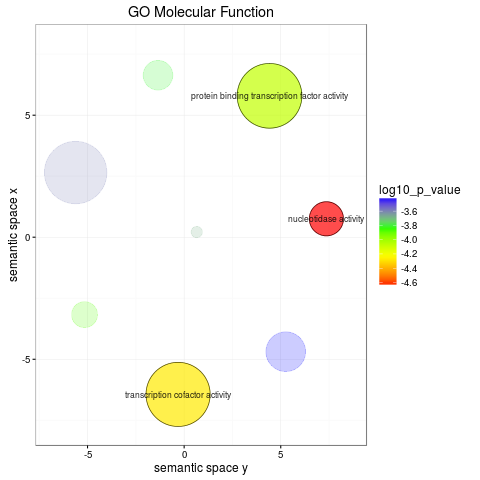 GO Molecular Function
protein binding transcription factor activity
nucleotidase activity
transcription cofactor activity
5
0
-5
-5
0
5
semantic space x
semantic space y
log10_p_value
-3.6
-3.8
-4.0
-4.2
-4.4
-4.6